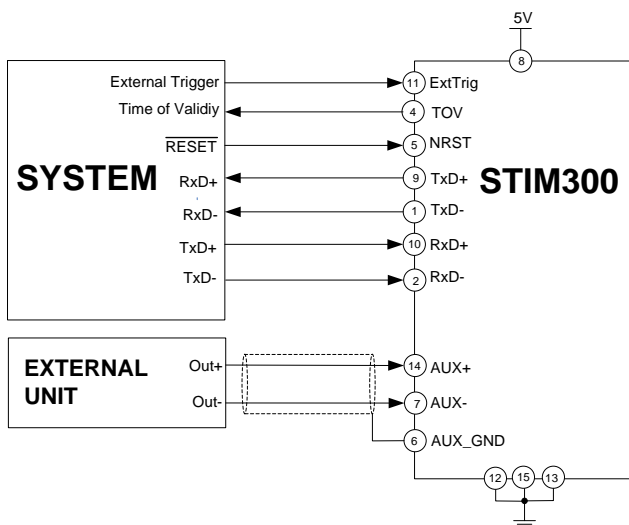 5V
8
External Trigger
11 ExtTrig
Time of Validiy
4 TOV
RESET
5 NRST
SYSTEM
STIM300
RxD+
9 TxD+
RxD-
1 TxD-
TxD+
10 RxD+
TxD-
2 RxD-
EXTERNAL
UNIT
Out+
14 AUX+
Out-
7 AUX-
6 AUX_GND
12 15 13